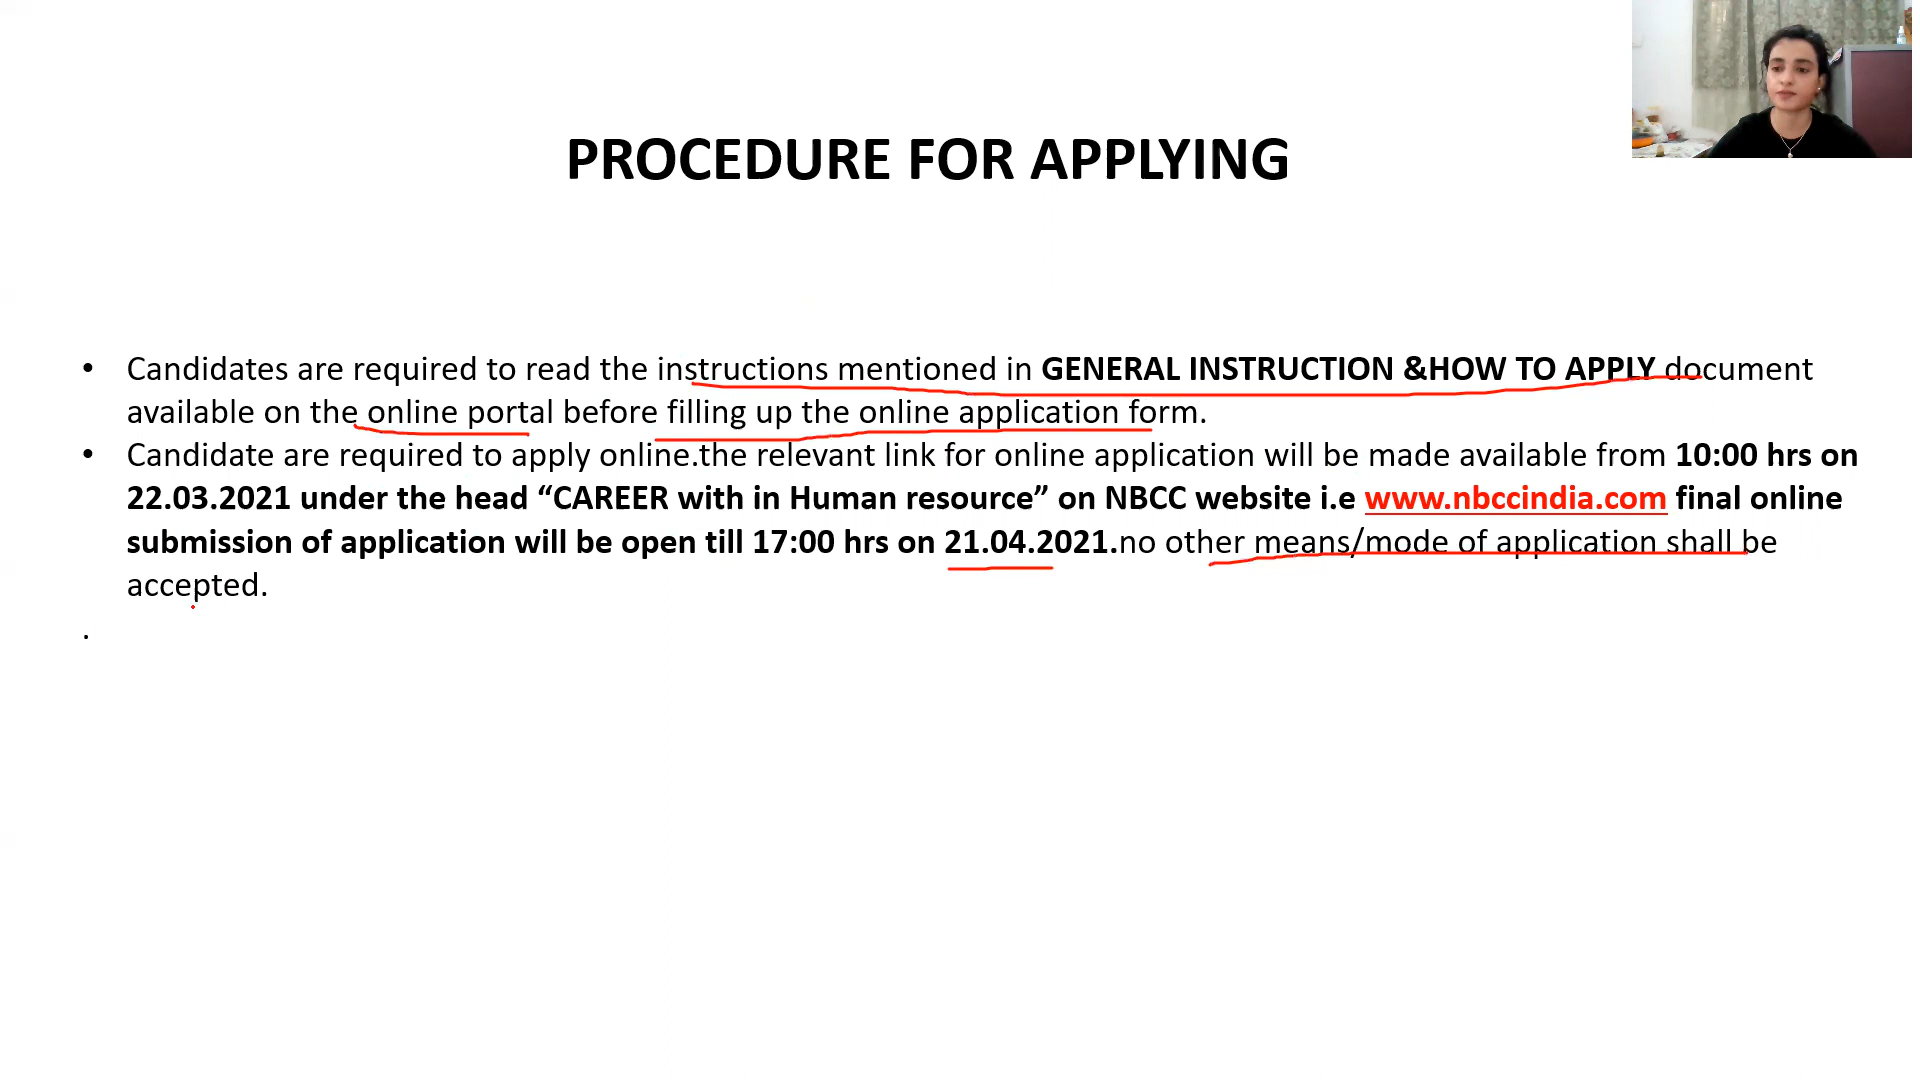 PROCEDURE FOR APPLYING
• Candidates are required to read the instructions mentioned in GENERAL INSTRUCTION &HOW TO APPLY document
available on the online portal before filling up the online application form.
• Candidate are required to apply online.the relevant link for online application will be made available from 10:00 hrs on
22.03.2021 under the head “CAREER with in Human resource” on NBCC website i.e www.nbccindia.com final online
submission of application will be open till 17:00 hrs on 21.04.2021.no other means/mode of application shall be
accepted.
.